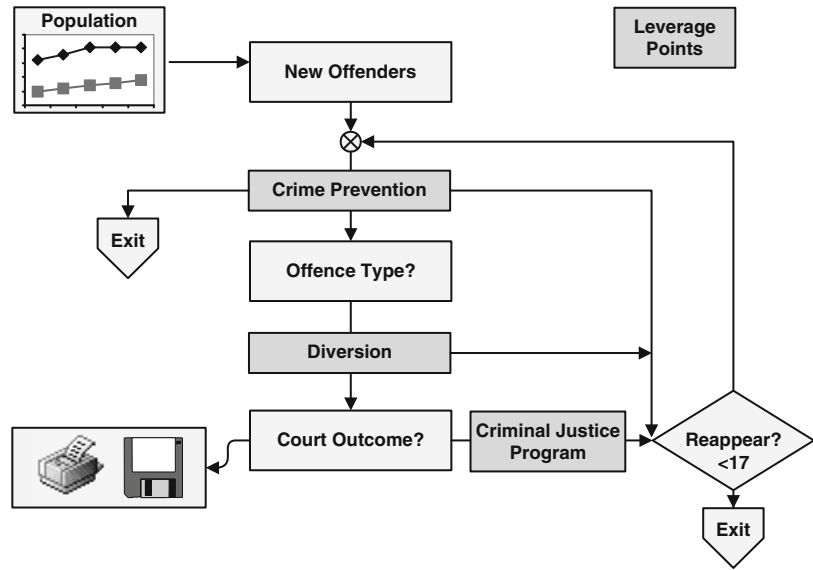 Population
Leverage
Points
New Offenders
Crime Prevention
Exit
Offence Type?
Diversion
Court Outcome?
Criminal Justice
Program
Reappear?
<17
Exit